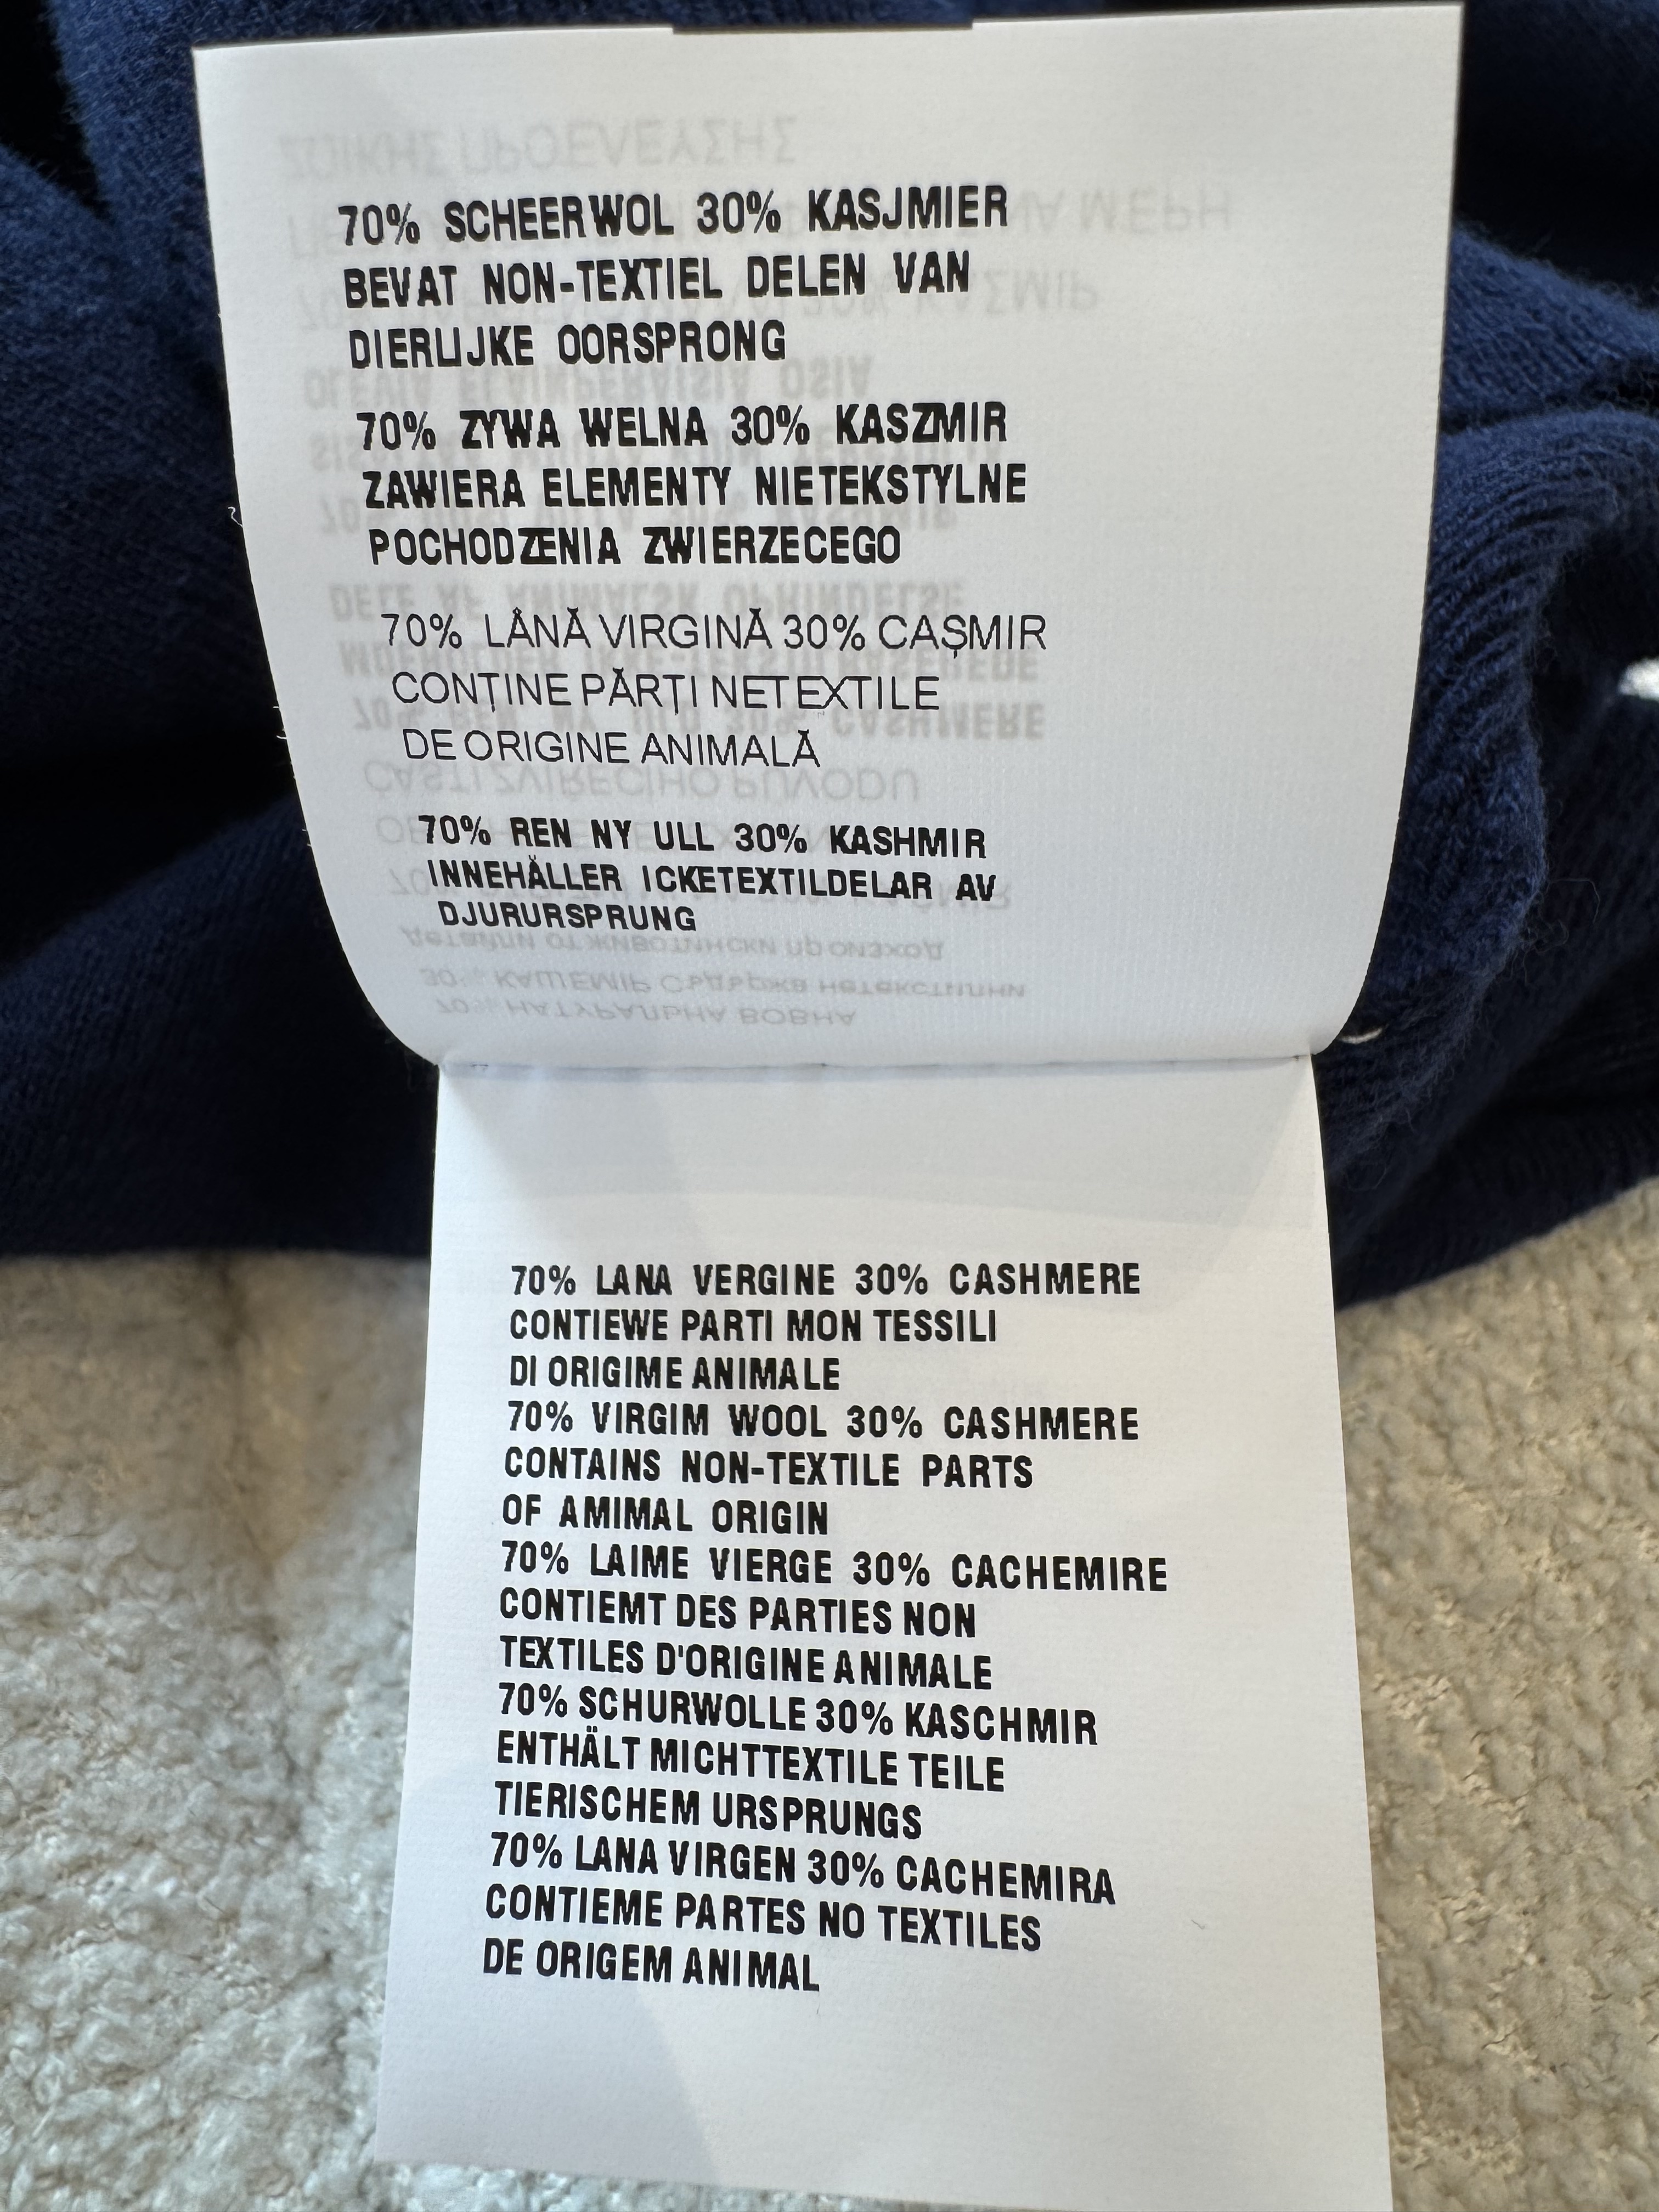 70% SCHEERWOL 30% KASJMIER
BEVAT NON-TEXTIEL DELEN VAN
DIERLIJKE OORSPRONG
70% ZYWA WELNA 30% KASZMIR
ZAWIERA ELEMENTY NIETEKSTYLNE
POCHODZENIA ZWIERZECEGO
70% LÂNĂ VIRGINĂ 30% CAȘMIR
CONȚINE PĂRȚI NETEXTILE
DE ORIGINE ANIMALĂ
70% REN NY ULL 30% KASHMIR
INNEHÅLLER ICKETEXTILDELAR AV
DJURURSPRUNG
70% LANA VERGINE 30% CASHMERE
CONTIEWE PARTI MON TESSILI
DI ORIGIME ANIMALE
70% VIRGIM WOOL 30% CASHMERE
CONTAINS NON-TEXTILE PARTS
OF AMIMAL ORIGIN
70% LAIME VIERGE 30% CACHEMIRE
CONTIEMT DES PARTIES NON
TEXTILES D'ORIGINE ANIMALE
70% SCHURWOLLE 30% KASCHMIR
ENTHÄLT MICHTTEXTILE TEILE
TIERISCHEM URSPRUNGS
70% LANA VIRGEN 30% CACHEMIRA
CONTIEME PARTES NO TEXTILES
DE ORIGEM ANIMAL